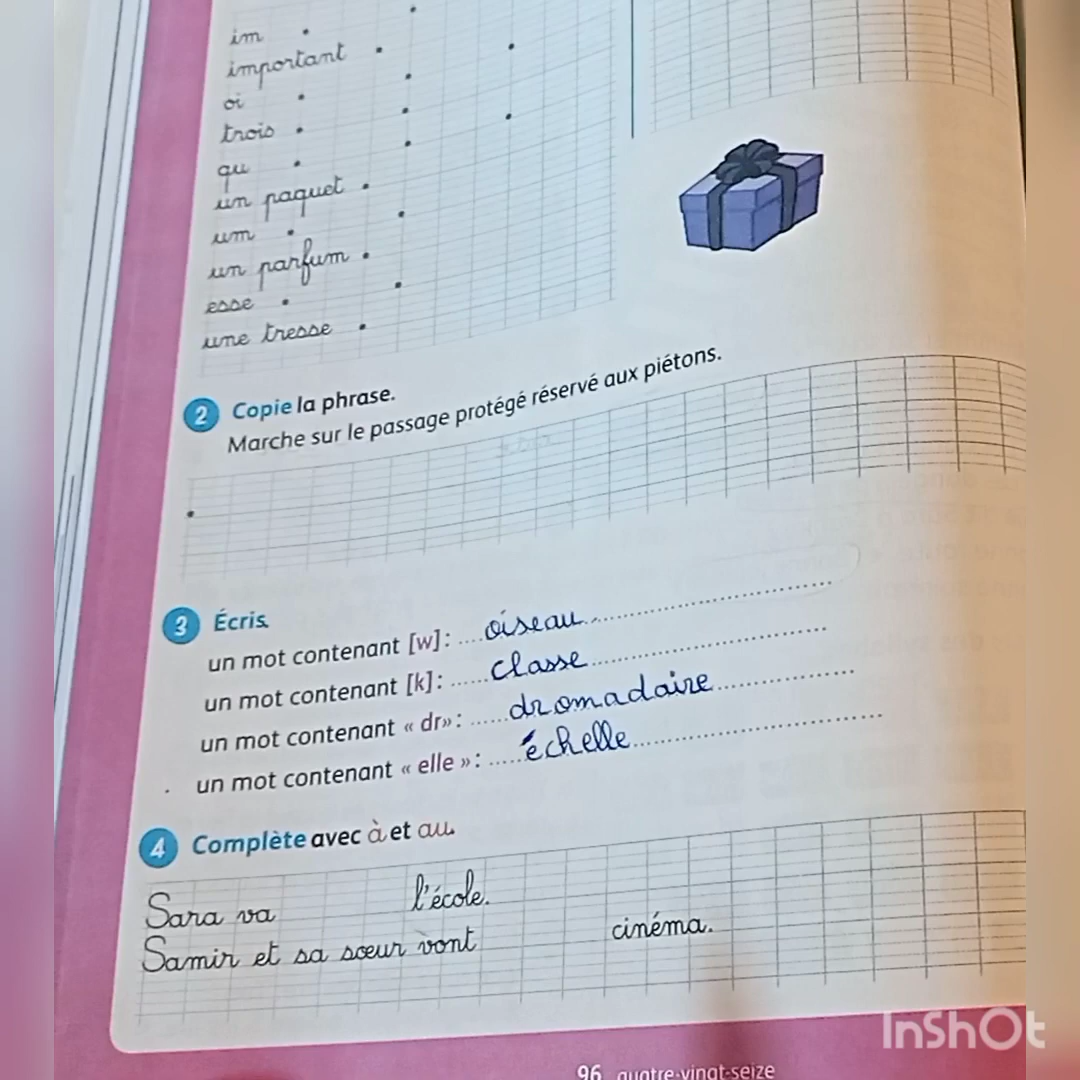 im
important
oi
trois
qu
un paquet
um
un parfum
esse
une tresse
2 Copie la phrase.
Marche sur le passage protégé réservé aux piétons.
3 Écris.
un mot contenant [w] : oiseau
un mot contenant [k] : classe
un mot contenant « dr» : dromadaire
un mot contenant « elle » : échelle
4 Complète avec à et au.
Sara va l'école.
Samir et sa sœur vont cinéma.
96 quatre-vingt-seize
InShOt